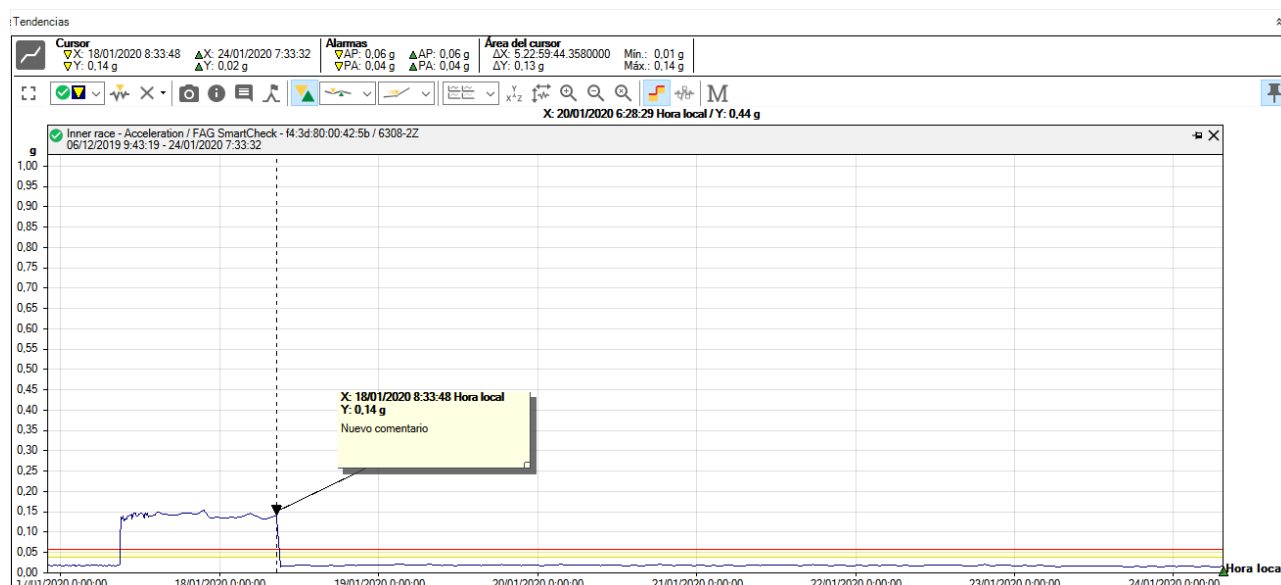 Tendencias
Cursor
X: 18/01/2020 8:33:48 X: 24/01/2020 7:33:32
Y: 0,14 g Y: 0,02 g
Alarmas
AP: 0,06 g AP: 0,06 g
PA: 0,04 g PA: 0,04 g
Área del cursor
ΔX: 5.22:59:44.3580000 Mín.: 0,01 g
ΔY: 0,13 g Máx.: 0,14 g
M
X: 20/01/2020 6:28:29 Hora local / Y: 0,44 g
Inner race - Acceleration / FAG SmartCheck - f4:3d:80:00:42:5b / 6308-2Z
06/12/2019 9:43:19 - 24/01/2020 7:33:32
g
1,00
0,95
0,90
0,85
0,80
0,75
0,70
0,65
0,60
0,55
0,50
0,45
0,40
0,35
0,30
0,25
0,20
0,15
0,10
0,05
0,00
X: 18/01/2020 8:33:48 Hora local
Y: 0,14 g
Nuevo comentario
17/01/2020 0:00:00 18/01/2020 0:00:00 19/01/2020 0:00:00 20/01/2020 0:00:00 21/01/2020 0:00:00 22/01/2020 0:00:00 23/01/2020 0:00:00 24/01/2020 0:00:00
Hora loca